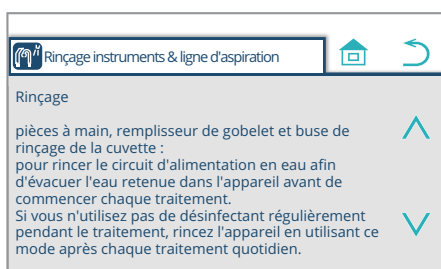 Rinçage instruments & ligne d'aspiration
Rinçage
pièces à main, remplisseur de gobelet et buse de
rinçage de la cuvette :
pour rincer le circuit d'alimentation en eau afin
d'évacuer l'eau retenue dans l'appareil avant de
commencer chaque traitement.
Si vous n'utilisez pas de désinfectant régulièrement
pendant le traitement, rincez l'appareil en utilisant ce
mode après chaque traitement quotidien.